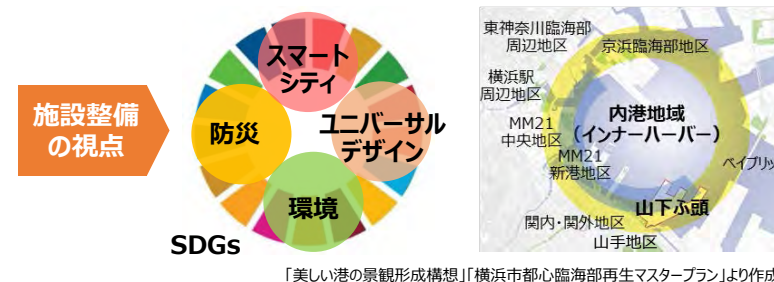 施設整備
の視点
スマート
シティ
防災
ユニバーサル
デザイン
環境
SDGs
東神奈川臨海部
周辺地区
京浜臨海部地区
横浜駅
周辺地区
内港地域
(インナーハーバー)
MM21
中央地区
MM21
新港地区
ベイブリッ
山下ふ頭
関内・関外地区
山手地区
「美しい港の景観形成構想」「横浜市都心臨海部再生マスタープラン」より作成